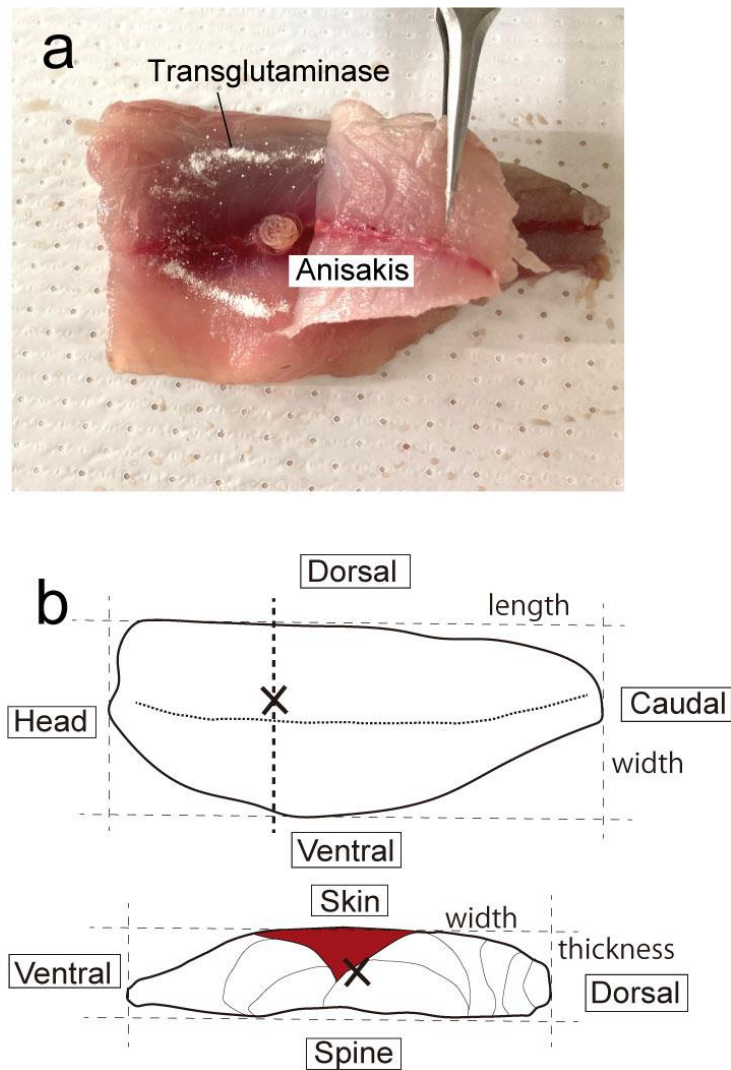 a
Transglutaminase
Anisakis
b
Dorsal
length
Head
Caudal
width
Ventral
Skin
width
thickness
Ventral
Dorsal
Spine